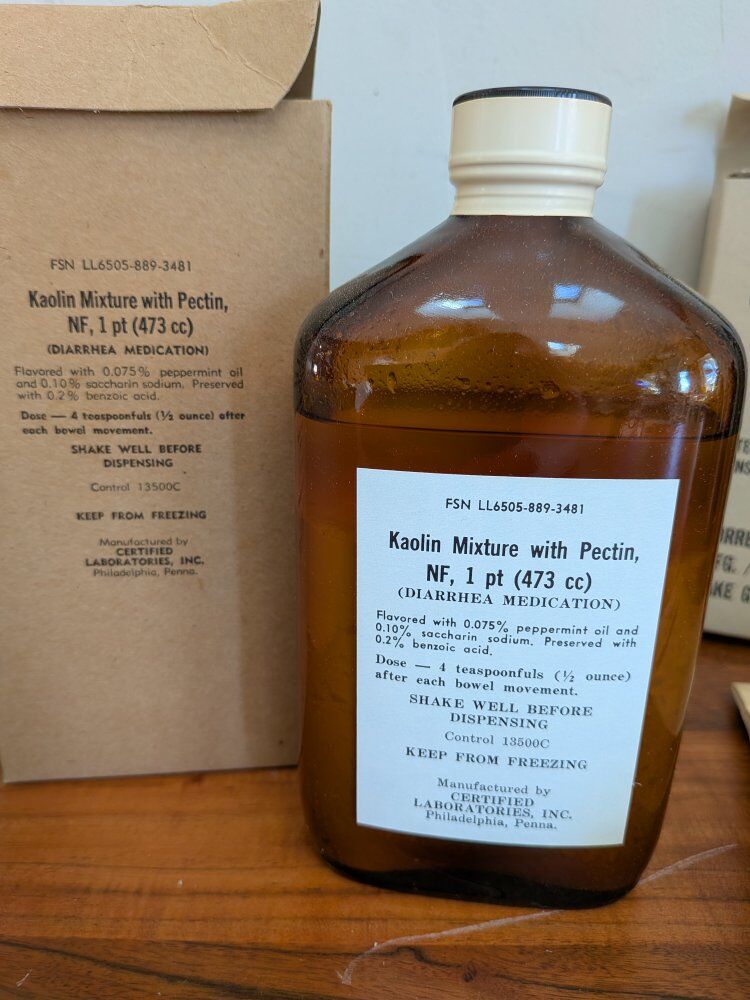 FSN LL6505-889-3481
Kaolin Mixture with Pectin,
NF, 1 pt (473 cc)
(DIARRHEA MEDICATION)
Flavored with 0.075% peppermint oil
and 0.10% saccharin sodium. Preserved
with 0.2% benzoic acid.
Dose — 4 teaspoonfuls (½ ounce) after
each bowel movement.
SHAKE WELL BEFORE
DISPENSING
Control 13500C
KEEP FROM FREEZING
Manufactured by
CERTIFIED
LABORATORIES, INC.
Philadelphia, Penna.
FSN LL6505-889-3481
Kaolin Mixture with Pectin,
NF, 1 pt (473 cc)
(DIARRHEA MEDICATION)
Flavored with 0.075% peppermint oil and
0.10% saccharin sodium. Preserved with
0.2% benzoic acid.
Dose — 4 teaspoonfuls (½ ounce)
after each bowel movement.
SHAKE WELL BEFORE
DISPENSING
Control 13500C
KEEP FROM FREEZING
Manufactured by
CERTIFIED
LABORATORIES, INC.
Philadelphia, Penna.